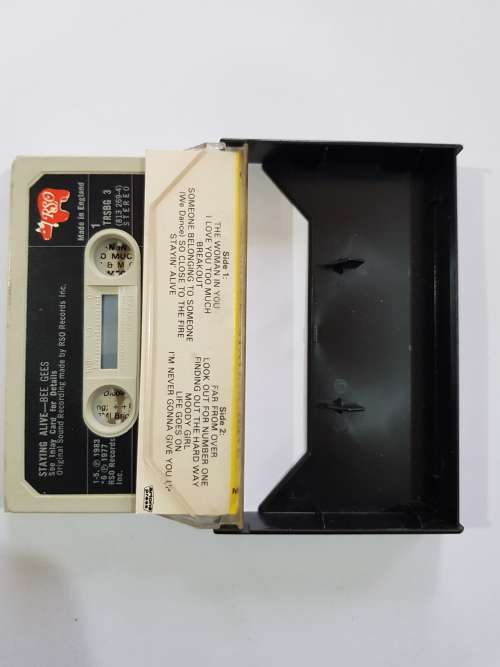 RSO
Made in England
1
TRSBG 3
(813 269-4)
STEREO
STAYING ALIVE—BEE GEES
See Inlay Card for Details
Original Sound Recording made by RSO Records Inc.
1-5 ℗ 1983
℗ 1977
RSO Records
Inc.
Side 1:
THE WOMAN IN YOU
I LOVE YOU TOO MUCH
BREAKOUT
SOMEONE BELONGING TO SOMEONE
(We Dance) SO CLOSE TO THE FIRE
STAYIN' ALIVE
Side 2:
FAR FROM OVER
LOOK OUT FOR NUMBER ONE
FINDING OUT THE HARD WAY
MOODY GIRL
LIFE GOES ON
I'M NEVER GONNA GIVE YOU UP